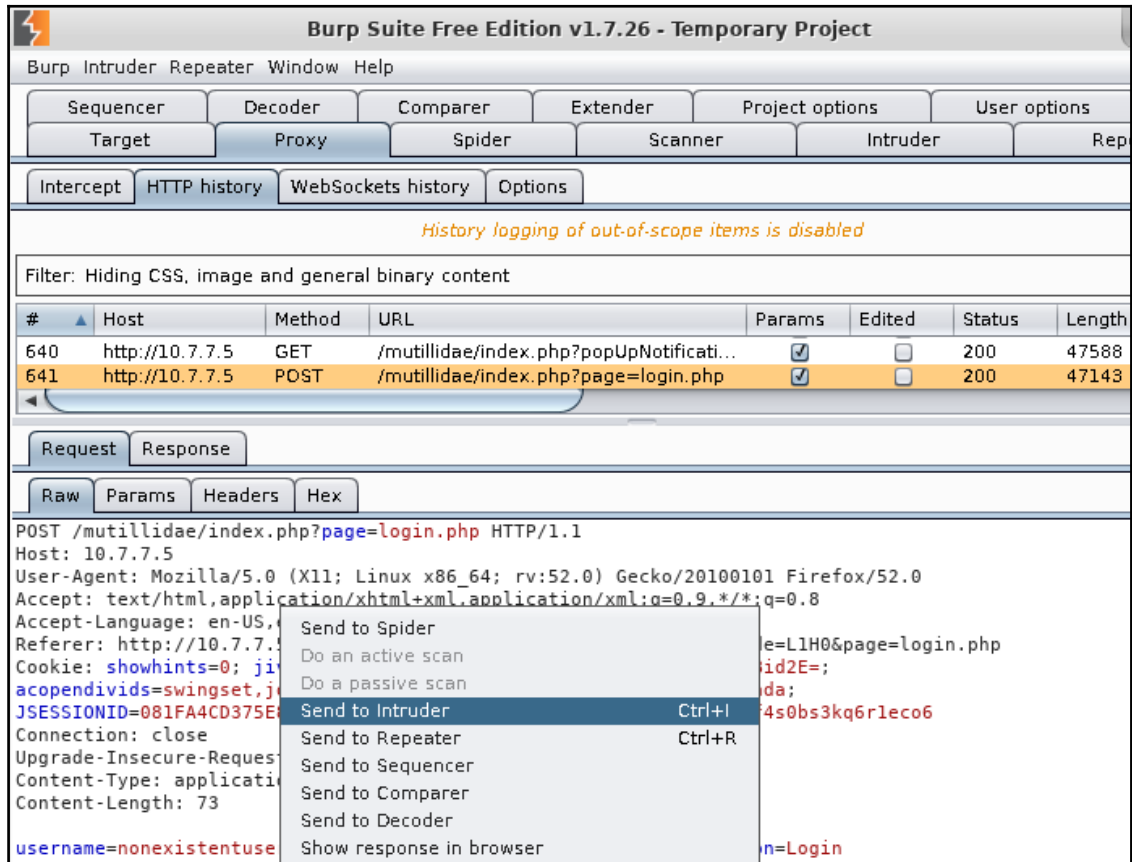 Burp Suite Free Edition v1.7.26 - Temporary Project
Burp Intruder Repeater Window Help
Sequencer Decoder Comparer Extender Project options User options
Target Proxy Spider Scanner Intruder Rep
Intercept HTTP history WebSockets history Options
History logging of out-of-scope items is disabled
Filter: Hiding CSS, image and general binary content
# Host Method URL Params Edited Status Length
640 http://10.7.7.5 GET /mutillidae/index.php?popUpNotificati... 200 47588
641 http://10.7.7.5 POST /mutillidae/index.php?page=login.php 200 47143
Request Response
Raw Params Headers Hex
POST /mutillidae/index.php?page=login.php HTTP/1.1
Host: 10.7.7.5
User-Agent: Mozilla/5.0 (X11; Linux x86_64; rv:52.0) Gecko/20100101 Firefox/52.0
Accept: text/html,application/xhtml+xml,application/xml;q=0.9,*/*;q=0.8
Accept-Language: en-US,
Referer: http://10.7.7. le=L1H0&page=login.php
Cookie: showhints=0; ji id2E=;
acopendivids=swingset,j ada;
JSESSIONID=081FA4CD375E 4s0bs3kq6r1eco6
Connection: close
Upgrade-Insecure-Reques
Content-Type: applicati
Content-Length: 73
username=nonexistentuse n=Login
Send to Spider
Do an active scan
Do a passive scan
Send to Intruder Ctrl+I
Send to Repeater Ctrl+R
Send to Sequencer
Send to Comparer
Send to Decoder
Show response in browser